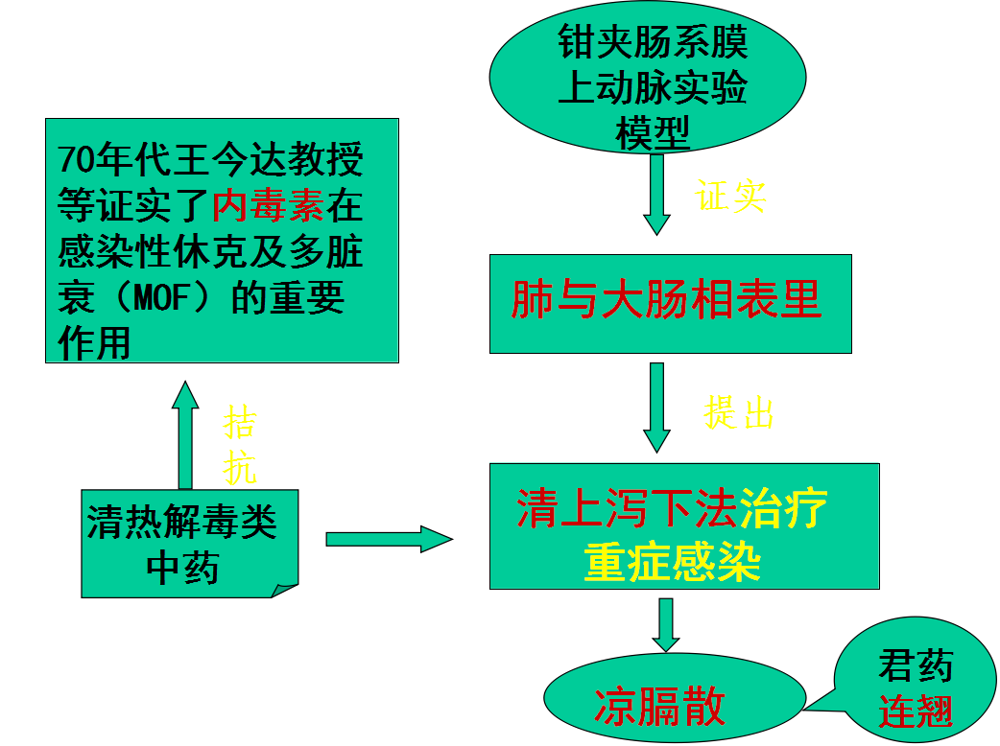 钳夹肠系膜
上动脉实验
模型
70年代王今达教授
等证实了内毒素在
感染性休克及多脏
衰（MOF）的重要
作用
证实
肺与大肠相表里
提出
拮
抗
清热解毒类
中药
清上泻下法治疗
重症感染
凉膈散
君药
连翘